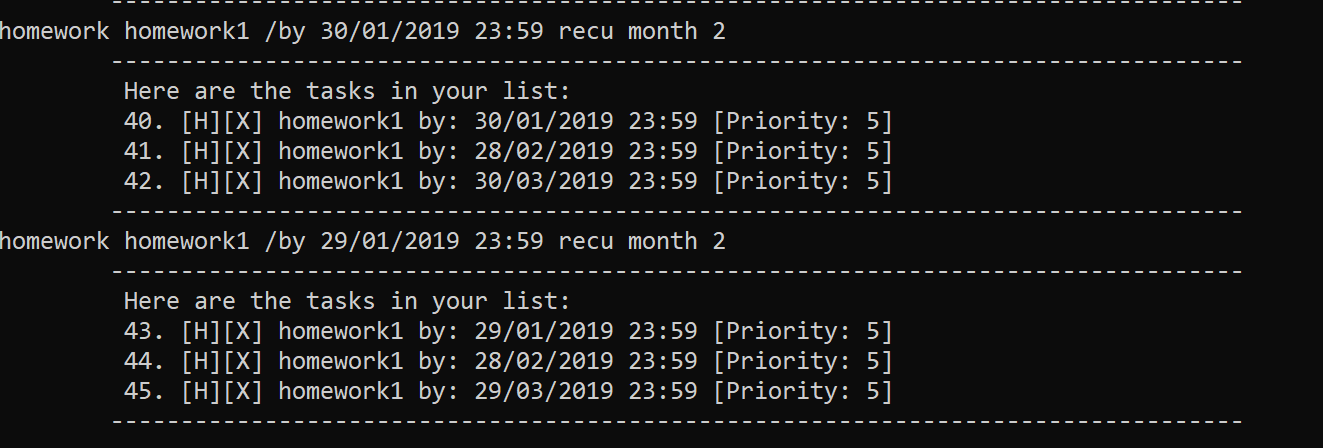 --------------------------------------------------------------------------------
homework homework1 /by 30/01/2019 23:59 recu month 2
--------------------------------------------------------------------------------
Here are the tasks in your list:
40. [H][X] homework1 by: 30/01/2019 23:59 [Priority: 5]
41. [H][X] homework1 by: 28/02/2019 23:59 [Priority: 5]
42. [H][X] homework1 by: 30/03/2019 23:59 [Priority: 5]
--------------------------------------------------------------------------------
homework homework1 /by 29/01/2019 23:59 recu month 2
--------------------------------------------------------------------------------
Here are the tasks in your list:
43. [H][X] homework1 by: 29/01/2019 23:59 [Priority: 5]
44. [H][X] homework1 by: 28/02/2019 23:59 [Priority: 5]
45. [H][X] homework1 by: 29/03/2019 23:59 [Priority: 5]
--------------------------------------------------------------------------------